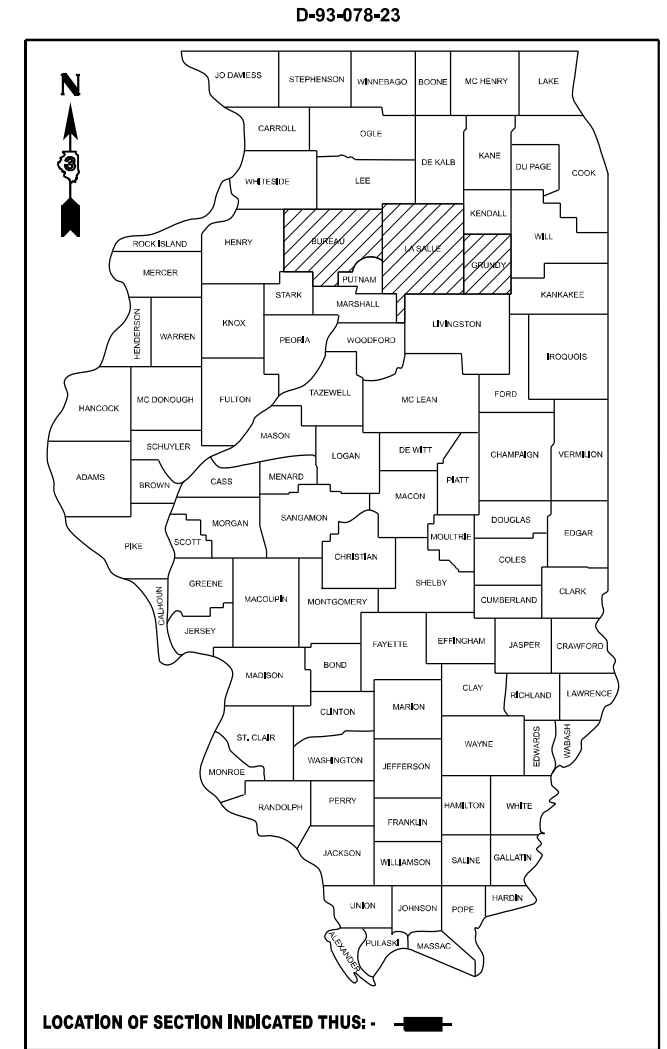 D-93-078-23
JO DAVIESS
STEPHENSON
WINNEBAGO
BOONE
MC HENRY
LAKE
N
3
CARROLL
OGLE
DE KALB
KANE
DU PAGE
COOK
WHITESIDE
LEE
KENDALL
WILL
ROCK ISLAND
HENRY
BUREAU
LA SALLE
GRUNDY
MERCER
PUTNAM
STARK
MARSHALL
KANKAKEE
HENDERSON
WARREN
KNOX
PEORIA
WOODFORD
LIVINGSTON
IROQUOIS
HANCOCK
MC DONOUGH
FULTON
TAZEWELL
MC LEAN
FORD
MASON
SCHUYLER
LOGAN
DE WITT
CHAMPAIGN
VERMILION
ADAMS
BROWN
CASS
MENARD
MACON
PIATT
PIKE
SCOTT
MORGAN
SANGAMON
CHRISTIAN
MOULTRIE
DOUGLAS
EDGAR
COLES
CALHOUN
GREENE
MACOUPIN
MONTGOMERY
SHELBY
CUMBERLAND
CLARK
JERSEY
FAYETTE
EFFINGHAM
JASPER
CRAWFORD
MADISON
BOND
CLAY
RICHLAND
LAWRENCE
CLINTON
MARION
ST. CLAIR
WAYNE
EDWARDS
WABASH
MONROE
WASHINGTON
JEFFERSON
RANDOLPH
PERRY
HAMILTON
WHITE
FRANKLIN
JACKSON
WILLIAMSON
SALINE
GALLATIN
UNION
JOHNSON
POPE
HARDIN
ALEXANDER
PULASKI
MASSAC
LOCATION OF SECTION INDICATED THUS: -